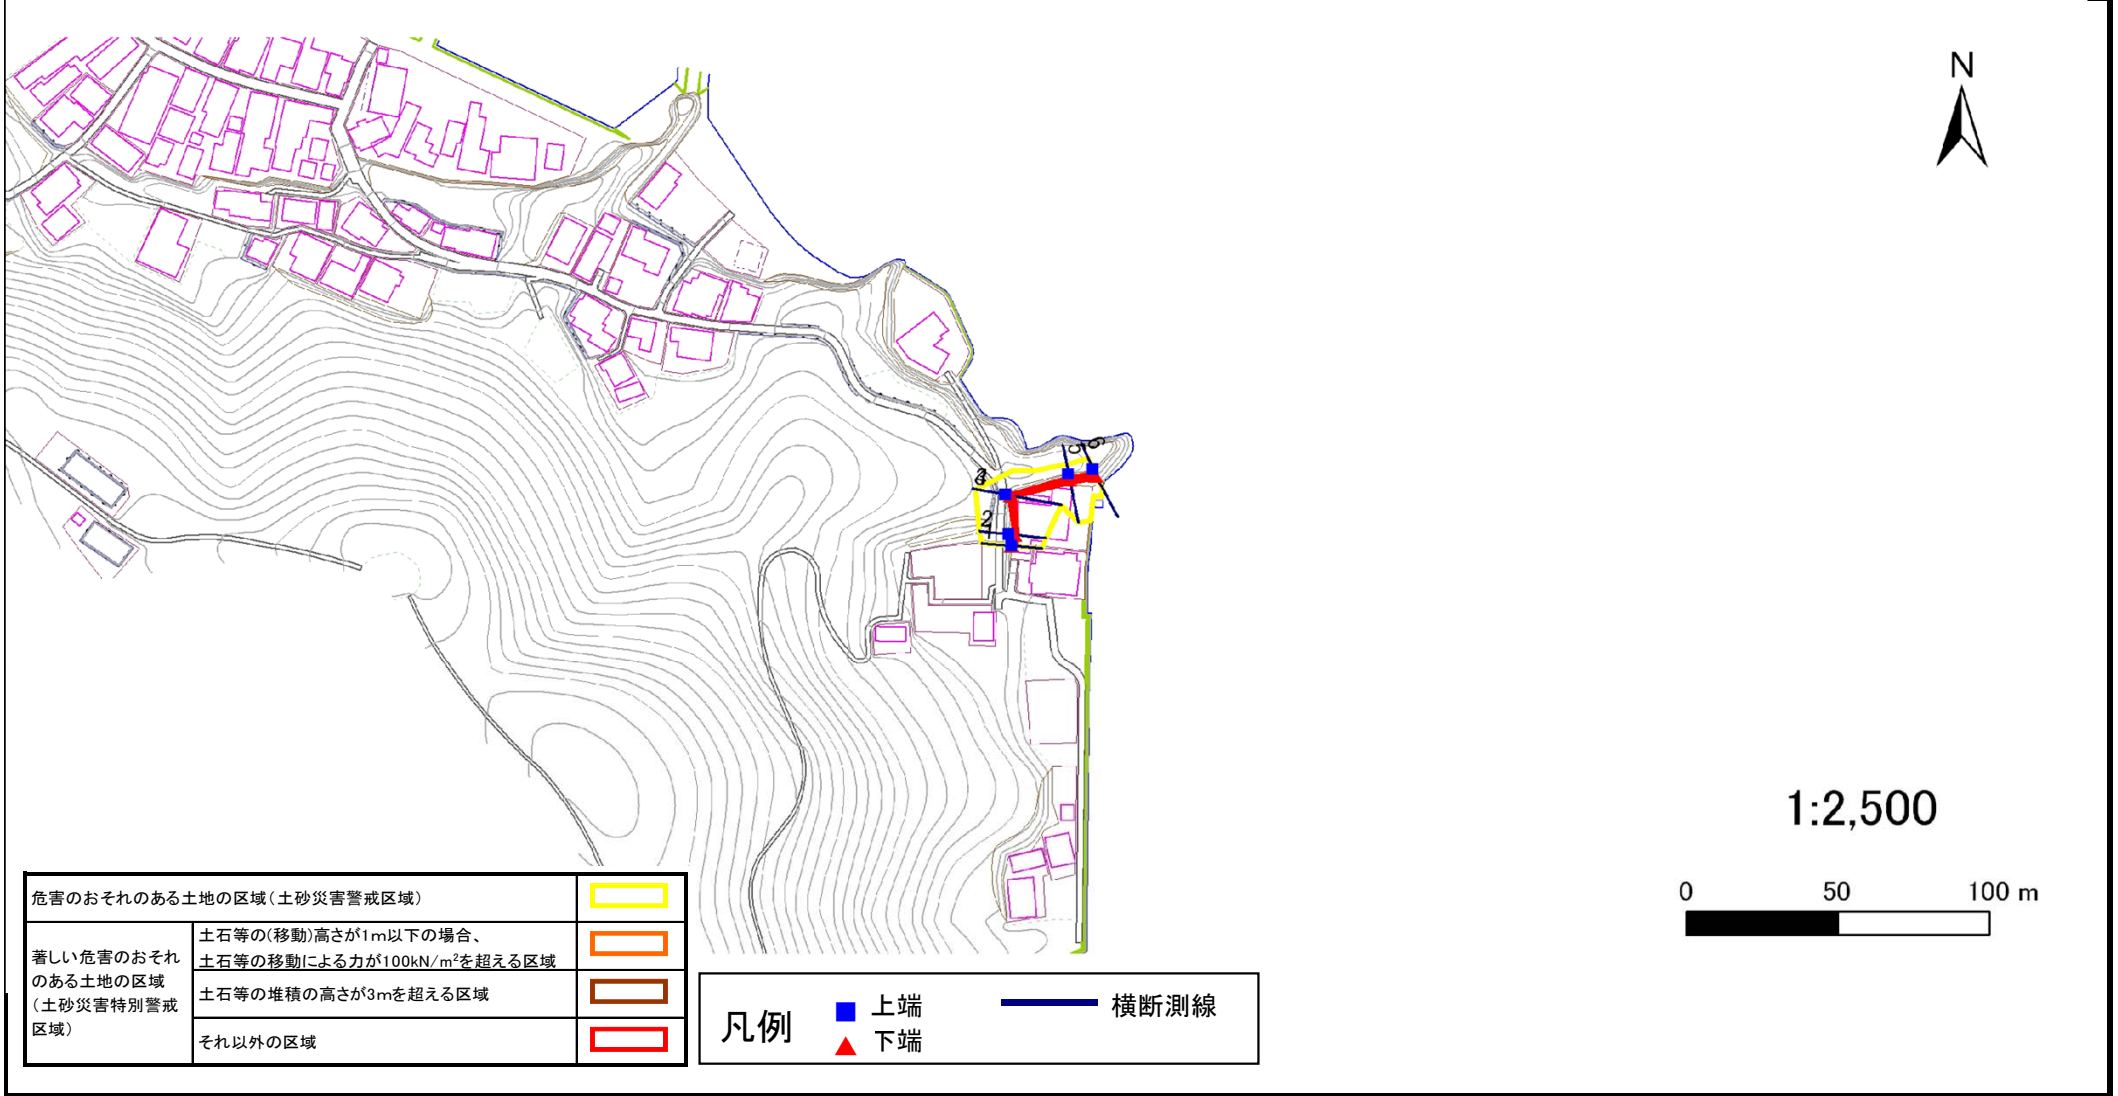 N
2
1
5
6
1:2,500
0 50 100 m
危害のおそれのある土地の区域(土砂災害警戒区域)
著しい危害のおそれ
のある土地の区域
(土砂災害特別警戒
区域)
土石等の(移動)高さが1m以下の場合、
土石等の移動による力が100kN/m²を超える区域
土石等の堆積の高さが3mを超える区域
それ以外の区域
凡例
上端
下端
横断測線